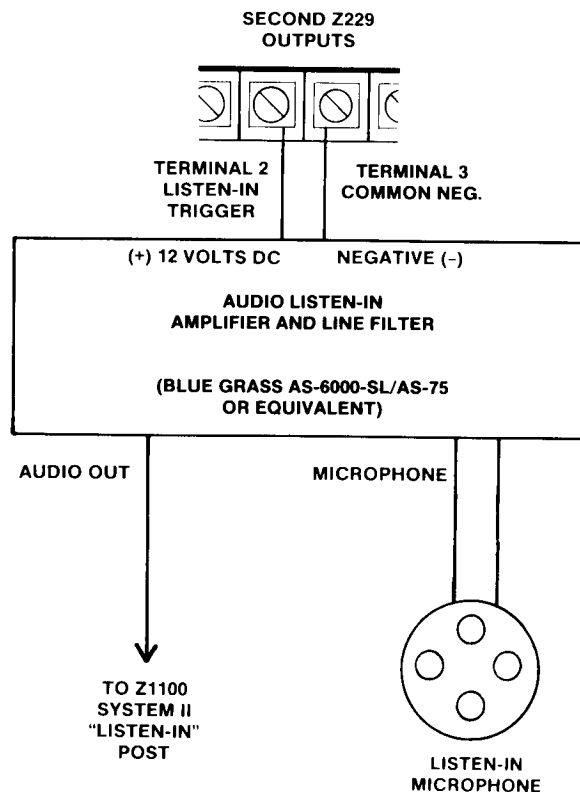 SECOND Z229
OUTPUTS
TERMINAL 2
LISTEN-IN
TRIGGER
TERMINAL 3
COMMON NEG.
(+) 12 VOLTS DC
NEGATIVE (-)
AUDIO LISTEN-IN
AMPLIFIER AND LINE FILTER
(BLUE GRASS AS-6000-SL/AS-75
OR EQUIVALENT)
AUDIO OUT
MICROPHONE
TO Z1100
SYSTEM II
"LISTEN-IN"
POST
LISTEN-IN
MICROPHONE